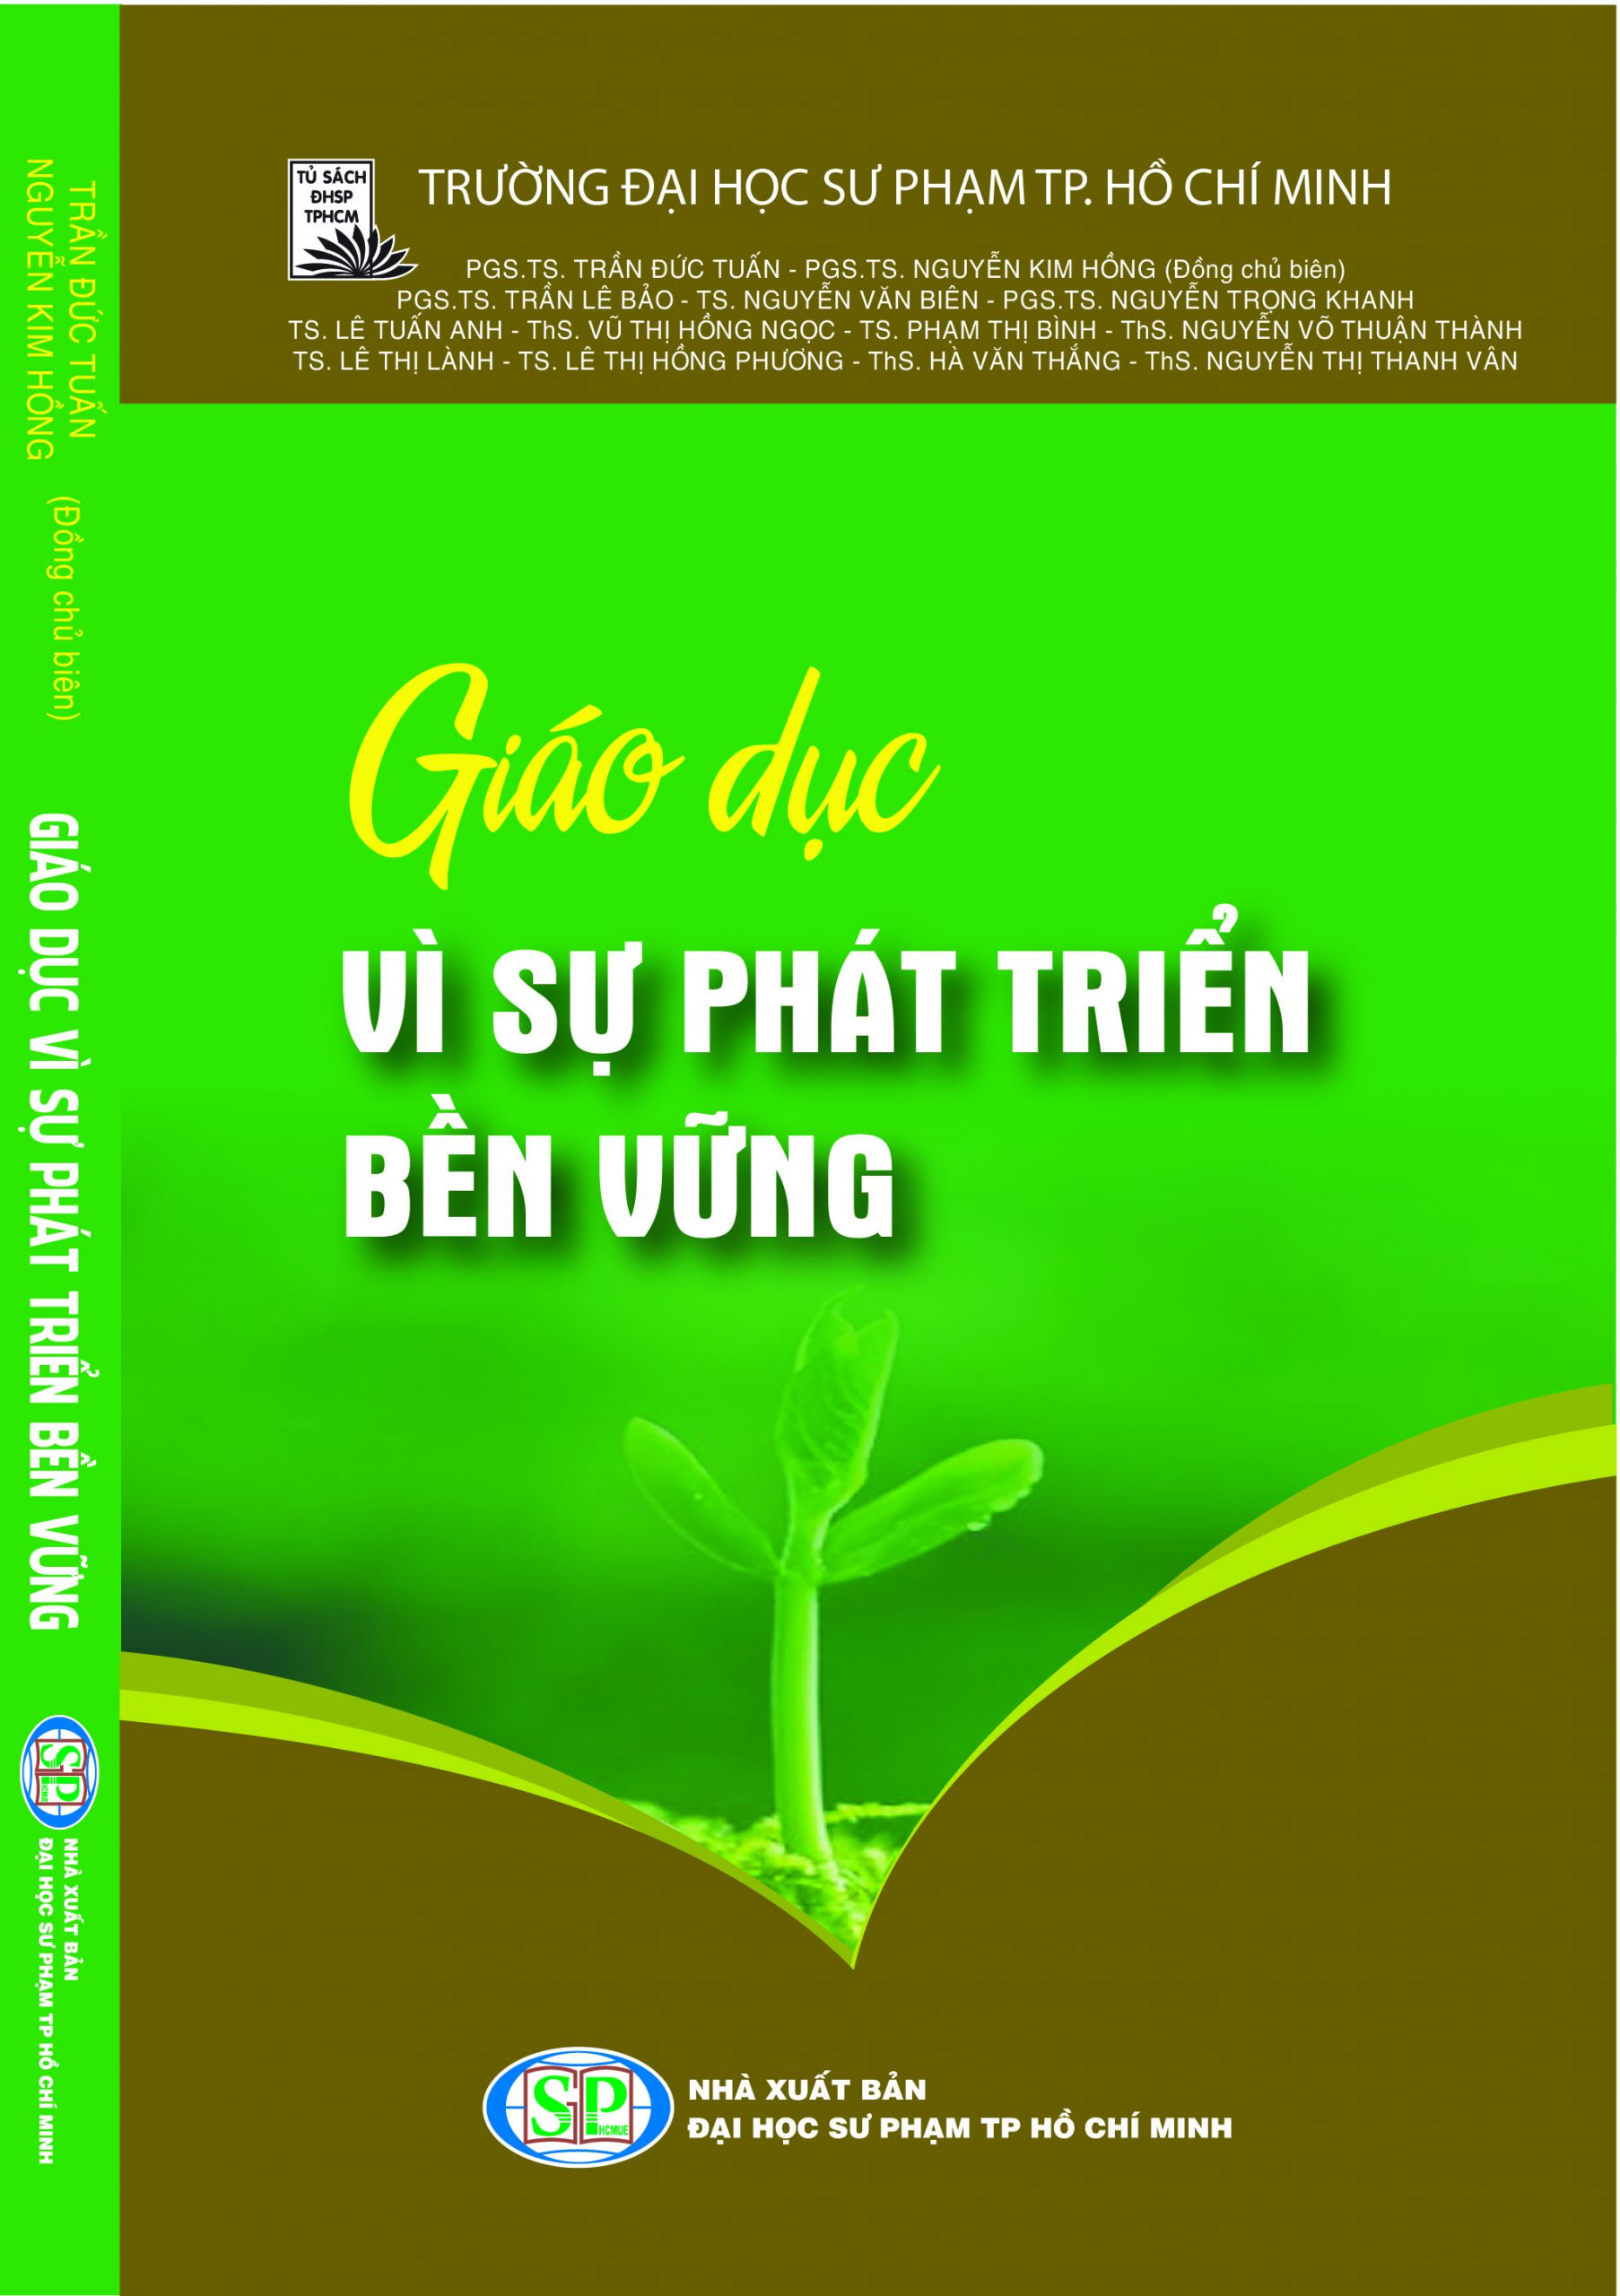 TRẦN ĐỨC TUẤN
NGUYỄN KIM HỒNG
(Đồng chủ biên)
GIÁO DỤC VÌ SỰ PHÁT TRIỂN BỀN VỮNG
SP
HCMUE
NHÀ XUẤT BẢN
ĐẠI HỌC SƯ PHẠM TP HỒ CHÍ MINH
TỦ SÁCH
ĐHSP
TPHCM
TRƯỜNG ĐẠI HỌC SƯ PHẠM TP. HỒ CHÍ MINH
PGS.TS. TRẦN ĐỨC TUẤN - PGS.TS. NGUYỄN KIM HỒNG (Đồng chủ biên)
PGS.TS. TRẦN LÊ BẢO - TS. NGUYỄN VĂN BIÊN - PGS.TS. NGUYỄN TRỌNG KHANH
TS. LÊ TUẤN ANH - ThS. VŨ THỊ HỒNG NGỌC - TS. PHẠM THỊ BÌNH - ThS. NGUYỄN VÕ THUẬN THÀNH
TS. LÊ THỊ LÀNH - TS. LÊ THỊ HỒNG PHƯƠNG - ThS. HÀ VĂN THẮNG - ThS. NGUYỄN THỊ THANH VÂN
Giáo dục
VÌ SỰ PHÁT TRIỂN
BỀN VỮNG
SP
HCMUE
NHÀ XUẤT BẢN
ĐẠI HỌC SƯ PHẠM TP HỒ CHÍ MINH